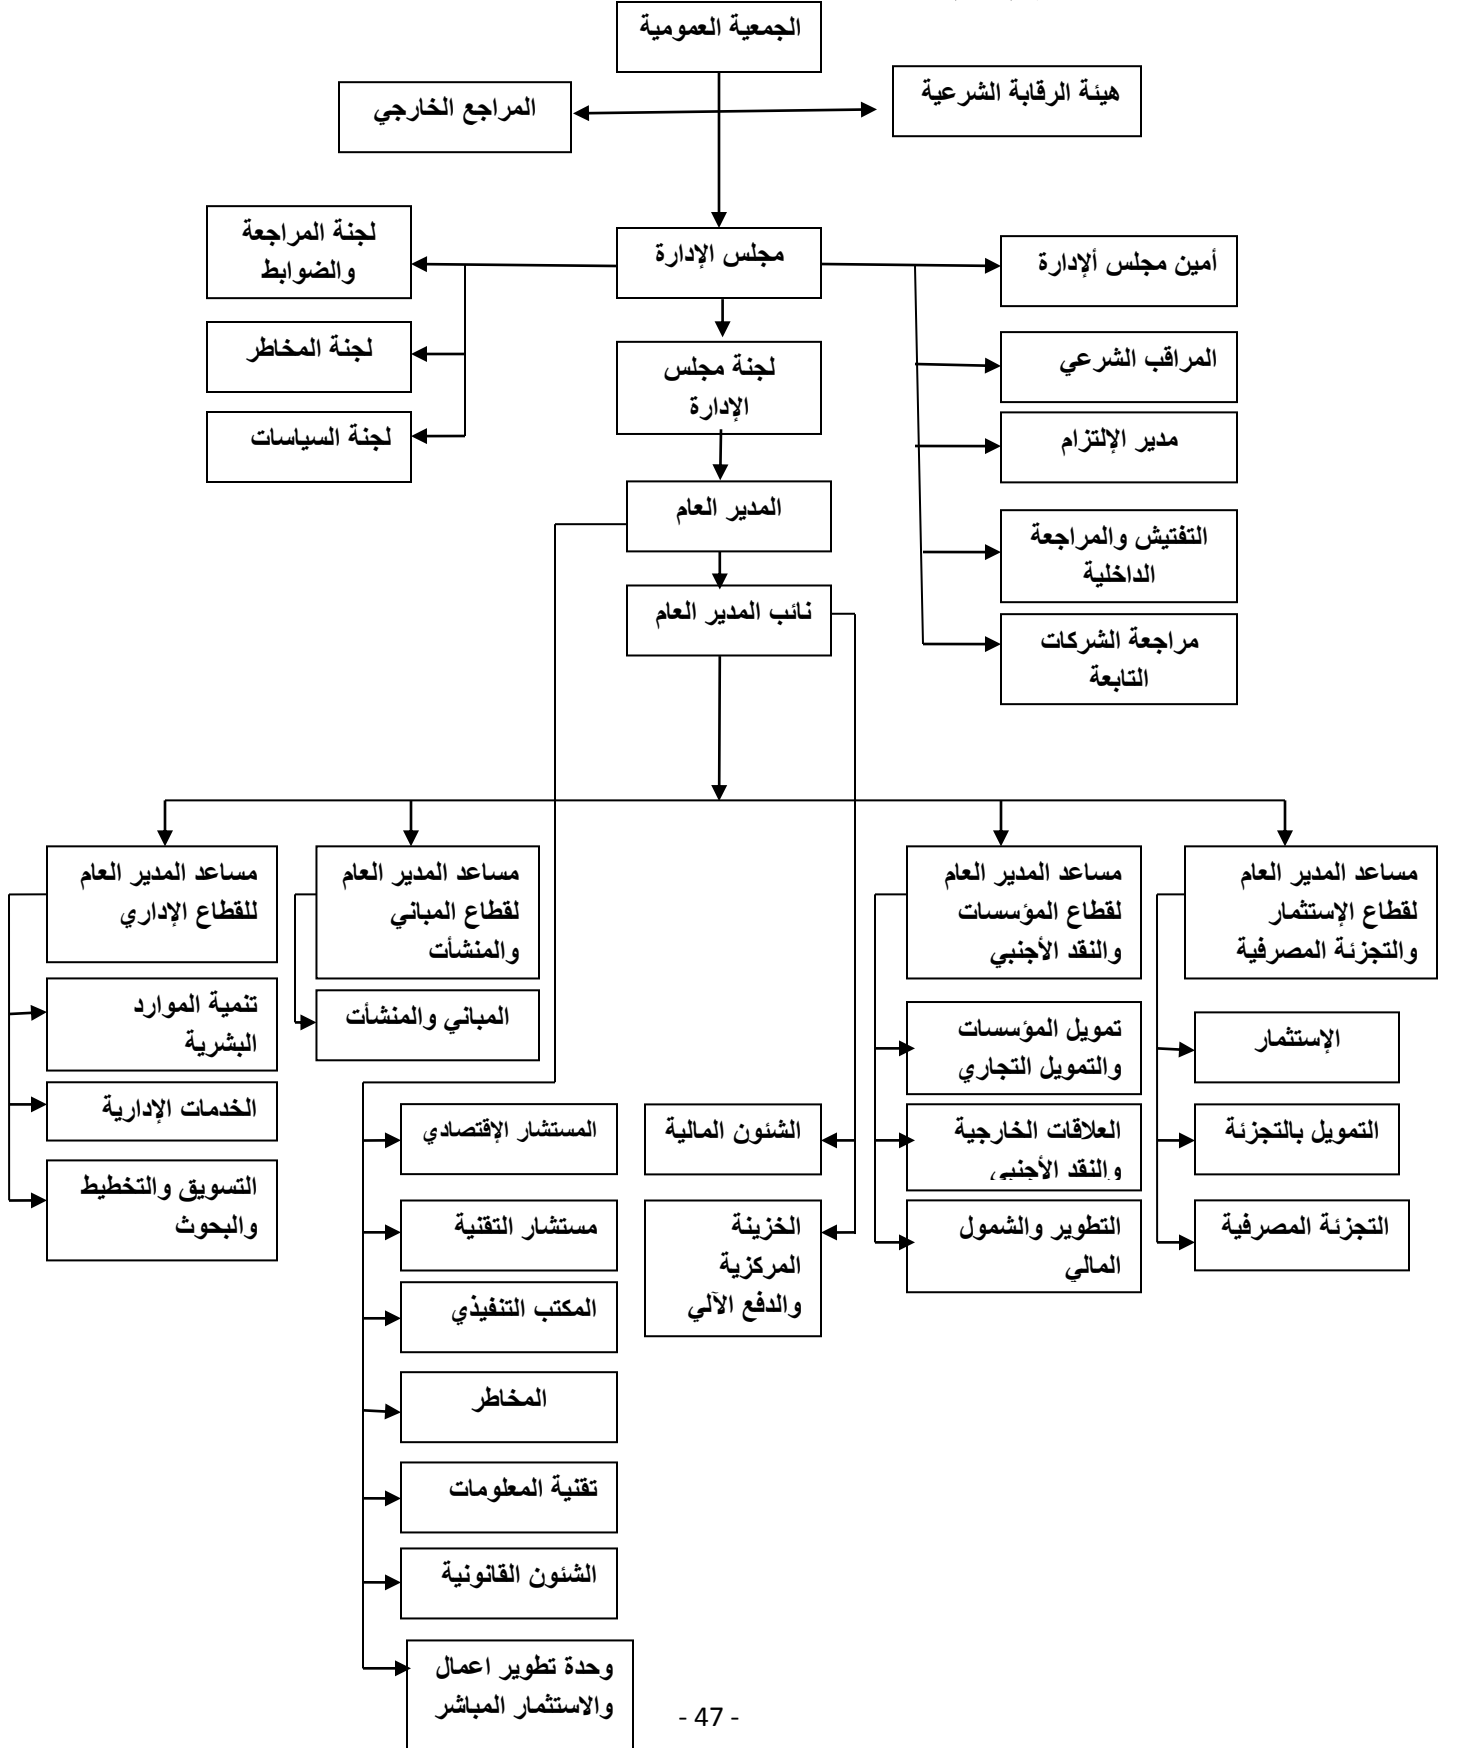 الجمعية العمومية
هيئة الرقابة الشرعية
المراجع الخارجي
مجلس الإدارة
لجنة المراجعة
والضوابط
لجنة المخاطر
لجنة السياسات
أمين مجلس ألإدارة
المراقب الشرعي
مدير الإلتزام
التفتيش والمراجعة
الداخلية
مراجعة الشركات
التابعة
لجنة مجلس
الإدارة
المدير العام
نائب المدير العام
مساعد المدير العام
لقطاع الإستثمار
والتجزئة المصرفية
مساعد المدير العام
لقطاع المؤسسات
والنقد الأجنبي
مساعد المدير العام
لقطاع المباني
والمنشأت
مساعد المدير العام
للقطاع الإداري
الإستثمار
التمويل بالتجزئة
التجزئة المصرفية
تمويل المؤسسات
والتمويل التجاري
العلاقات الخارجية
والنقد الأجنبي
التطوير والشمول
المالي
الشئون المالية
الخزينة
المركزية
والدفع الآلي
المباني والمنشأت
تنمية الموارد
البشرية
الخدمات الإدارية
التسويق والتخطيط
والبحوث
المستشار الإقتصادي
مستشار التقنية
المكتب التنفيذي
المخاطر
تقنية المعلومات
الشئون القانونية
وحدة تطوير اعمال
والاستثمار المباشر
- 47 -